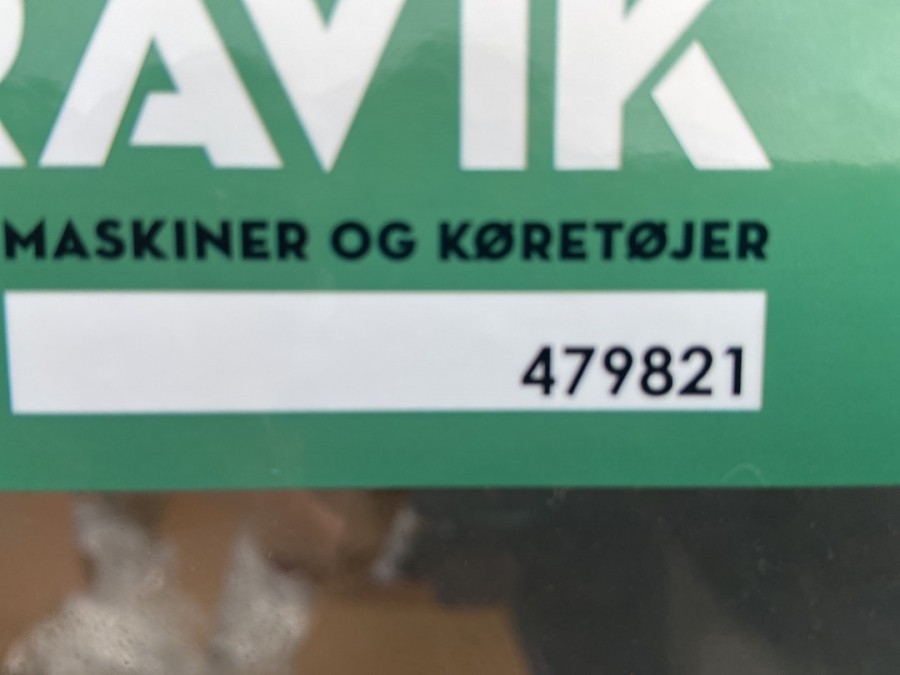 RAVIK
MASKINER OG KØRETØJER
479821